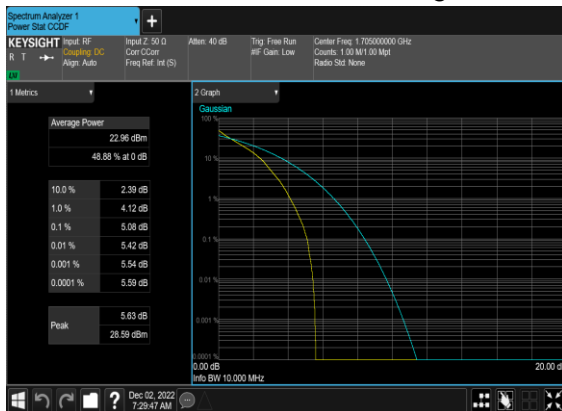 Spectrum Analyzer 1
Power Stat CCDF
+
KEYSIGHT
R T
Input: RF
Coupling: DC
Align: Auto
Input Z: 50 Ω
Corr CCorr
Freq Ref: Int (S)
Atten: 40 dB
Trig: Free Run
#IF Gain: Low
Center Freq: 1.705000000 GHz
Counts: 1.00 M/1.00 Mpt
Radio Std: None
1 Metrics
Average Power
22.96 dBm
48.88 % at 0 dB
10.0 % 2.39 dB
1.0 % 4.12 dB
0.1 % 5.08 dB
0.01 % 5.42 dB
0.001 % 5.54 dB
0.0001 % 5.59 dB
Peak
5.63 dB
28.59 dBm
2 Graph
Gaussian
100 %
10 %
1 %
0.1 %
0.01 %
0.001 %
0.0001 %
0.00 dB
20.00 dB
Info BW 10.000 MHz
?
Dec 02, 2022
7:29:47 AM